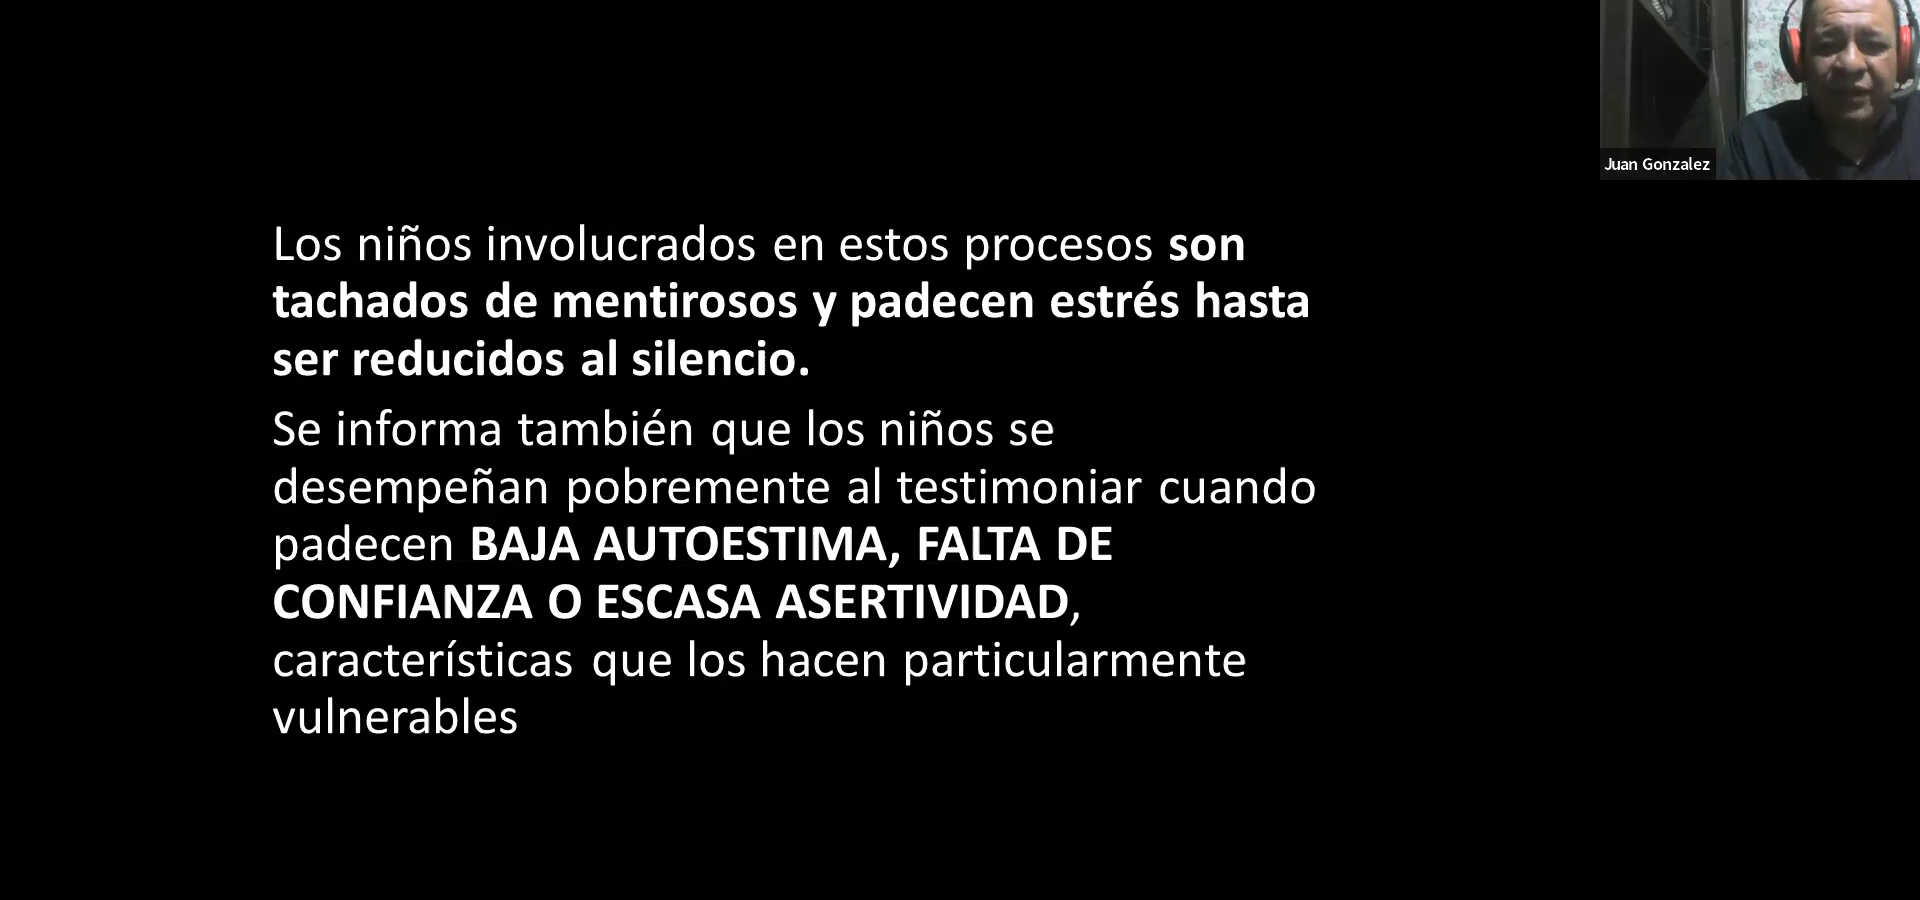 Juan Gonzalez
Los niños involucrados en estos procesos son
tachados de mentirosos y padecen estrés hasta
ser reducidos al silencio.
Se informa también que los niños se
desempeñan pobremente al testimoniar cuando
padecen BAJA AUTOESTIMA, FALTA DE
CONFIANZA O ESCASA ASERTIVIDAD,
características que los hacen particularmente
vulnerables